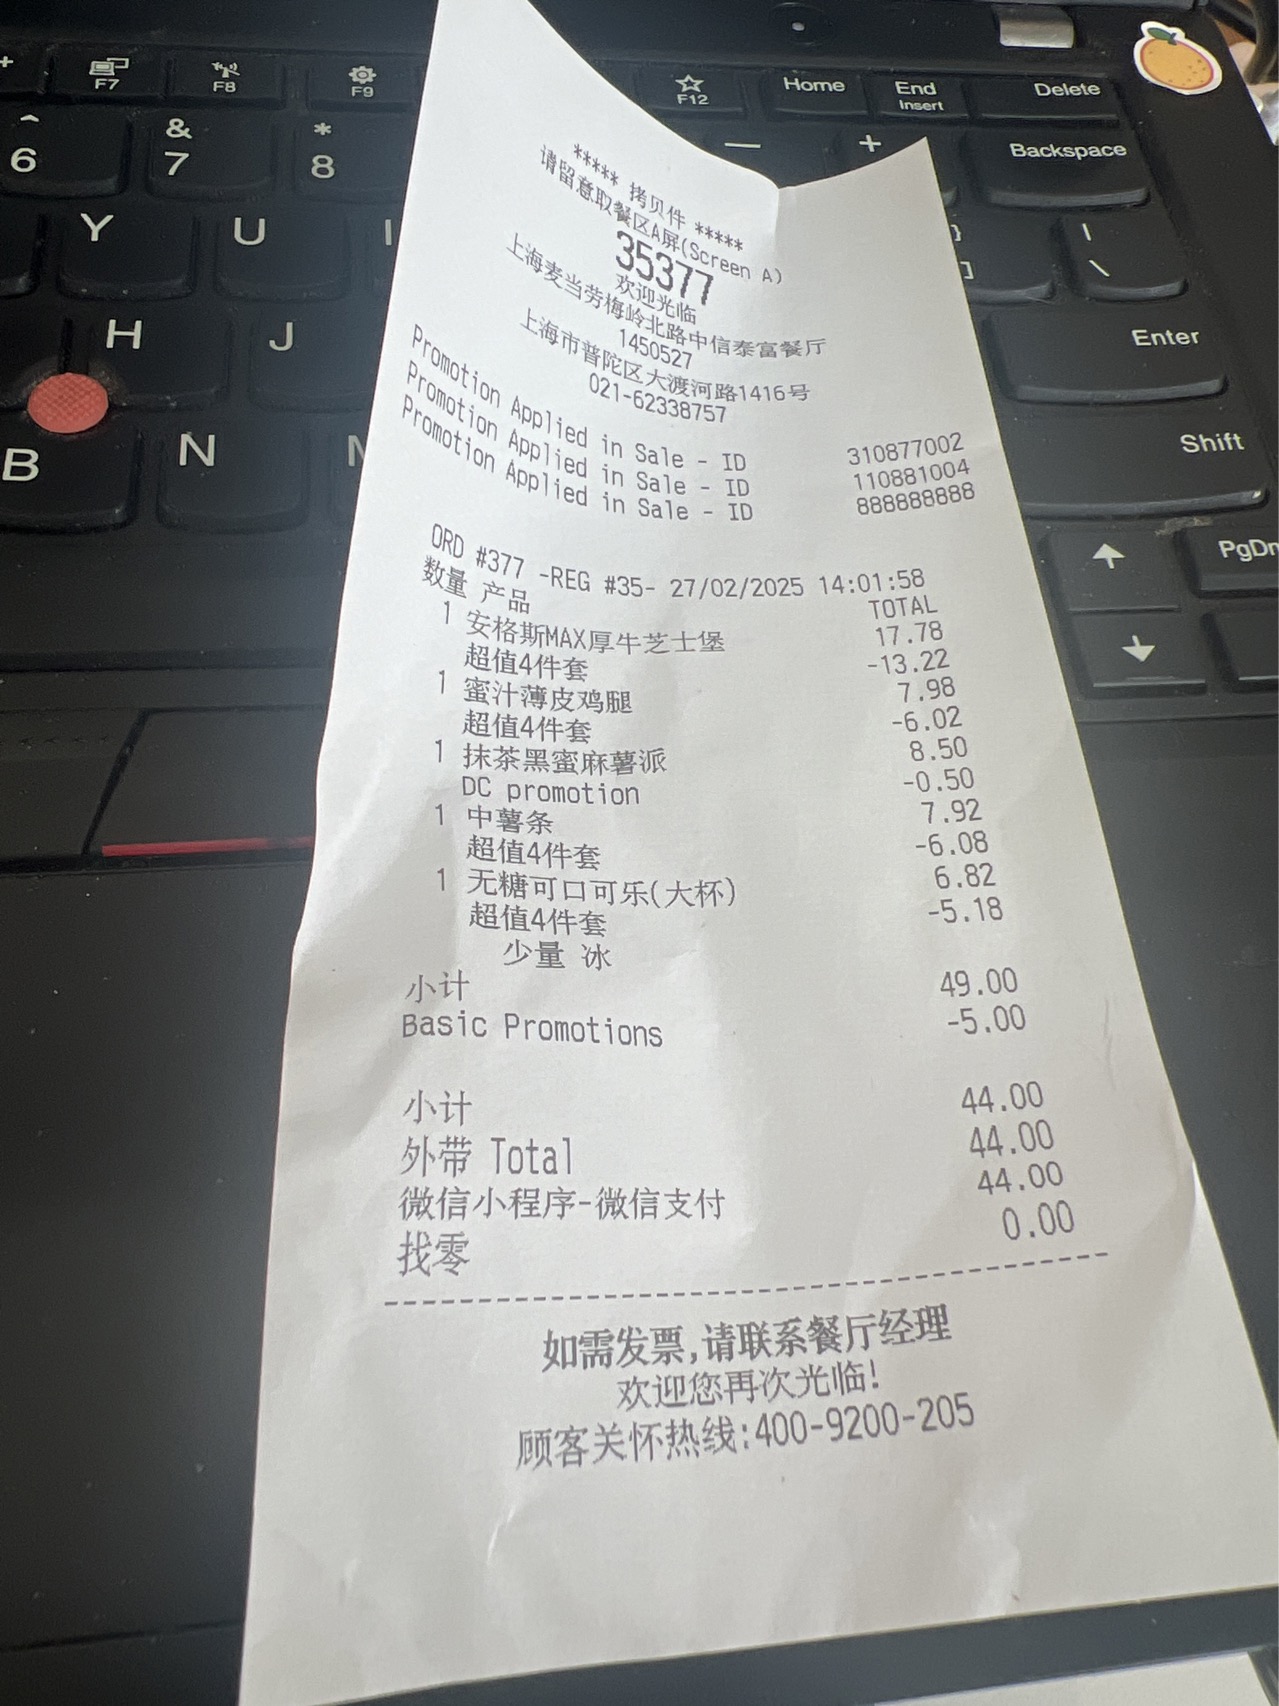 F7
F8
F9
F12
Home
End
Insert
Delete
^
6
&
7
*
8
—
+
Backspace
Y
U
I
}
]
|
\
H
J
Enter
B
N
M
Shift
PgDn
***** 拷贝件 *****
请留意取餐区A屏(Screen A)
35377
欢迎光临
上海麦当劳梅岭北路中信泰富餐厅
1450527
上海市普陀区大渡河路1416号
021-62338757
Promotion Applied in Sale - ID 310877002
Promotion Applied in Sale - ID 110881004
Promotion Applied in Sale - ID 888888888
ORD #377 -REG #35- 27/02/2025 14:01:58
数量 产品 TOTAL
1 安格斯MAX厚牛芝士堡 17.78
超值4件套 -13.22
1 蜜汁薄皮鸡腿 7.98
超值4件套 -6.02
1 抹茶黑蜜麻薯派 8.50
DC promotion -0.50
1 中薯条 7.92
超值4件套 -6.08
1 无糖可口可乐(大杯) 6.82
超值4件套 -5.18
少量 冰
小计 49.00
Basic Promotions -5.00
小计 44.00
外带 Total 44.00
微信小程序-微信支付 44.00
找零 0.00
如需发票,请联系餐厅经理
欢迎您再次光临!
顾客关怀热线:400-9200-205